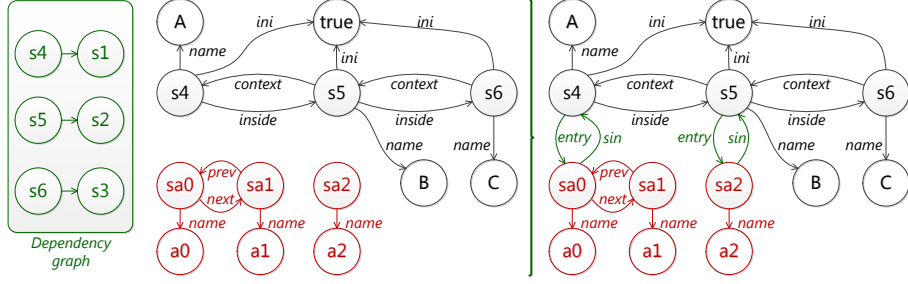 A
true
A
true
s4
s1
ini
ini
ini
ini
name
ini
name
ini
s4
context
s5
context
s6
s4
context
s5
context
s6
s5
s2
inside
inside
inside
inside
entry
sin
entry
sin
name
name
name
name
s6
s3
sa0
prev
sa1
sa2
B
C
sa0
prev
sa1
sa2
B
C
next
next
name
name
name
name
name
name
Dependency
graph
a0
a1
a2
a0
a1
a2